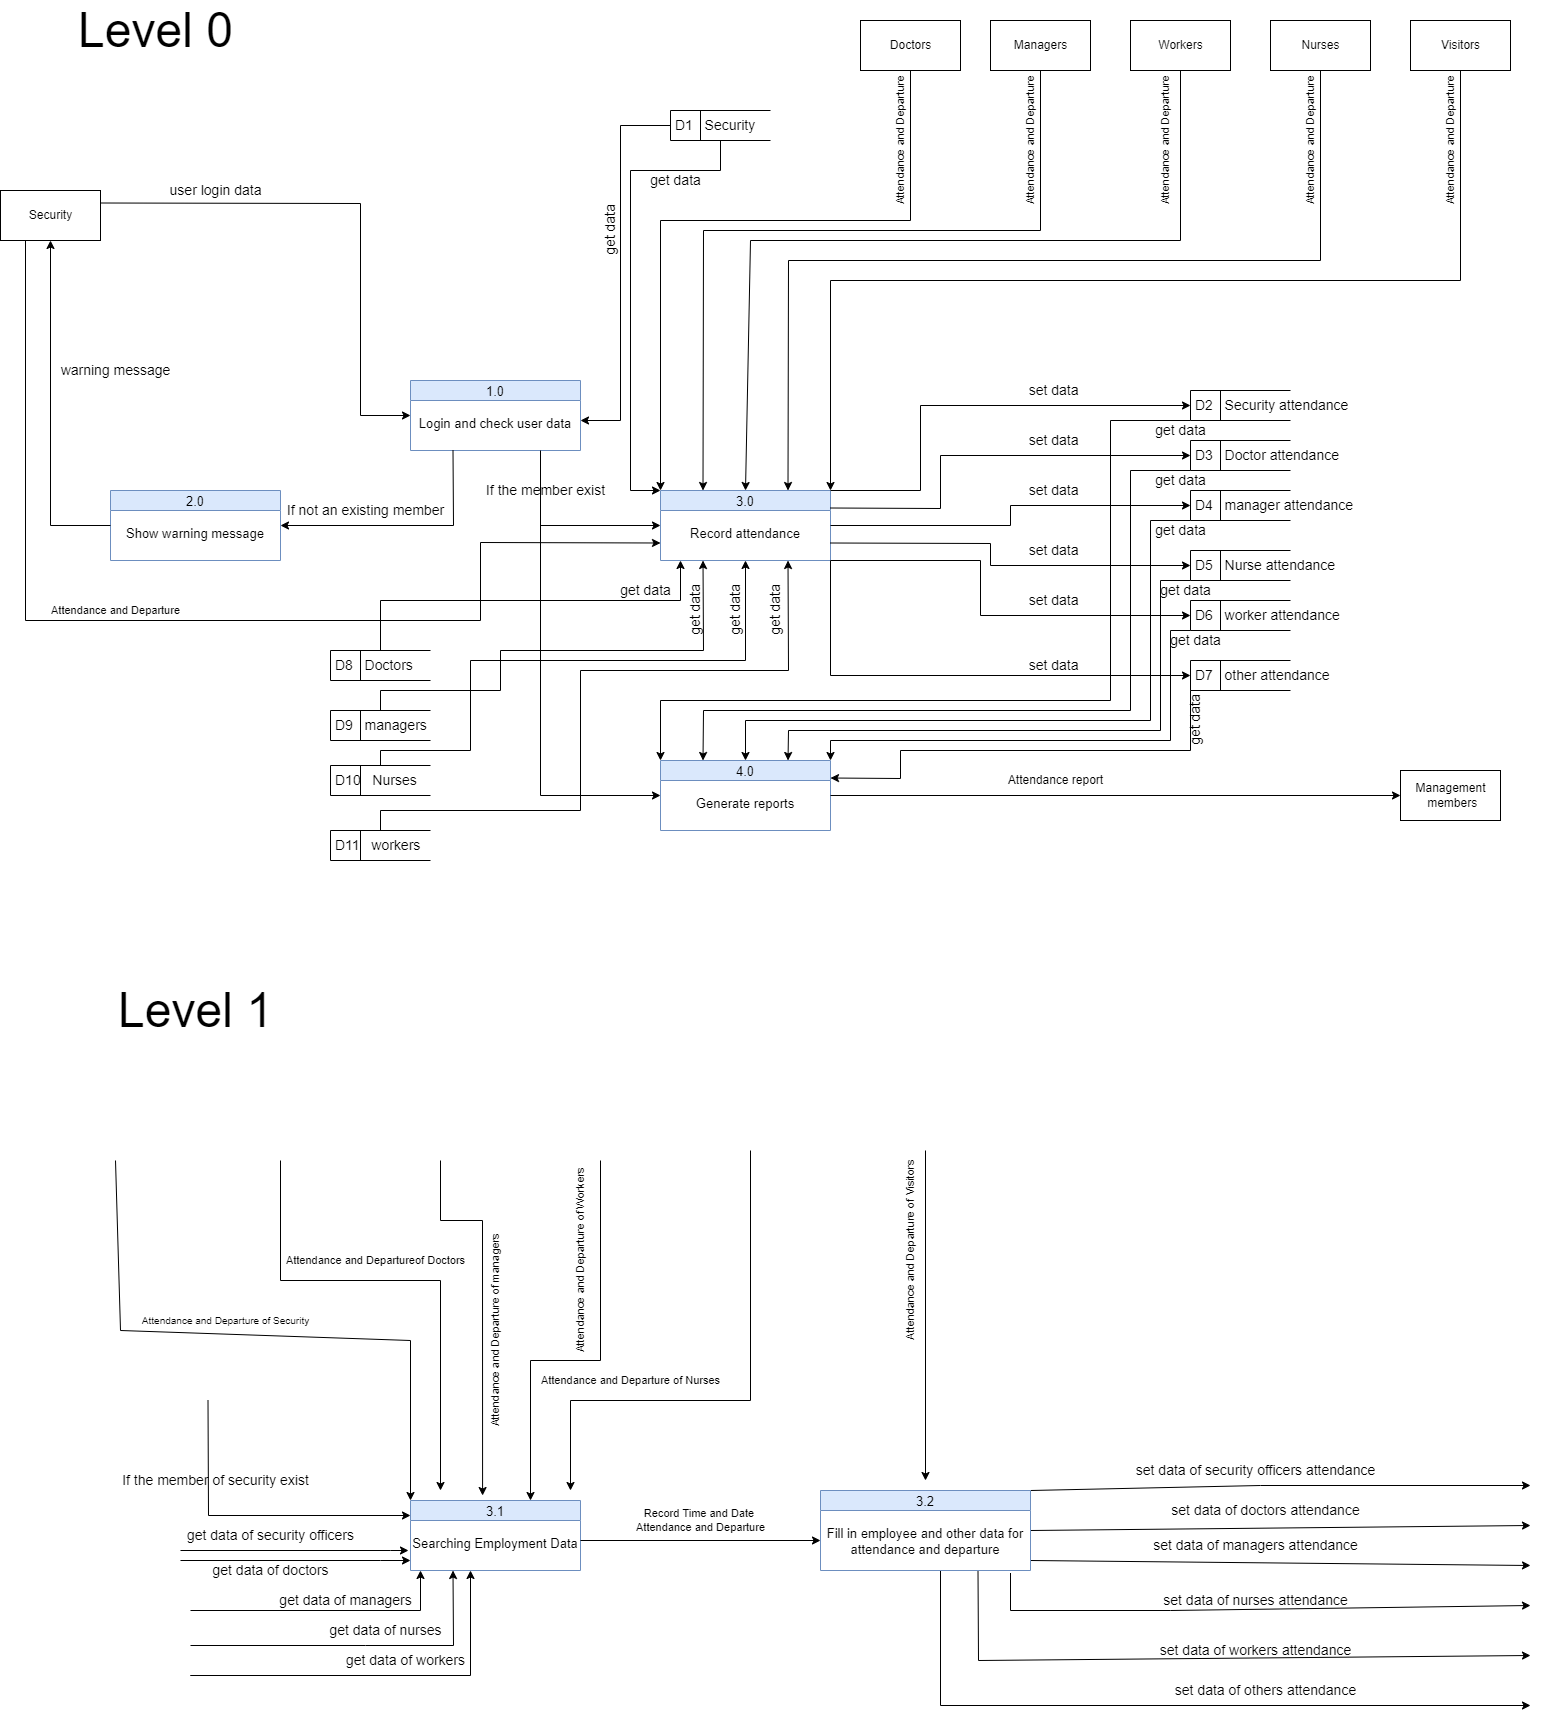 Level 0
Doctors
Managers
Workers
Nurses
Visitors
Attendance and Departure
Attendance and Departure
Attendance and Departure
Attendance and Departure
Attendance and Departure
D1 Security
get data
get data
Security
user login data
warning message
1.0
Login and check user data
If the member exist
If not an existing member
2.0
Show warning message
Attendance and Departure
3.0
Record attendance
set data
D2 Security attendance
get data
set data
D3 Doctor attendance
get data
set data
D4 manager attendance
get data
set data
D5 Nurse attendance
get data
set data
D6 worker attendance
get data
set data
D7 other attendance
get data
get data
get data
get data
get data
D8 Doctors
D9 managers
D10 Nurses
D11 workers
4.0
Generate reports
Attendance report
Management
members
Level 1
Attendance and Departure of Workers
Attendance and Departure of Visitors
Attendance and Departureof Doctors
Attendance and Departure of managers
Attendance and Departure of Security
Attendance and Departure of Nurses
If the member of security exist
get data of security officers
get data of doctors
get data of managers
get data of nurses
get data of workers
3.1
Searching Employment Data
Record Time and Date
Attendance and Departure
3.2
Fill in employee and other data for
attendance and departure
set data of security officers attendance
set data of doctors attendance
set data of managers attendance
set data of nurses attendance
set data of workers attendance
set data of others attendance